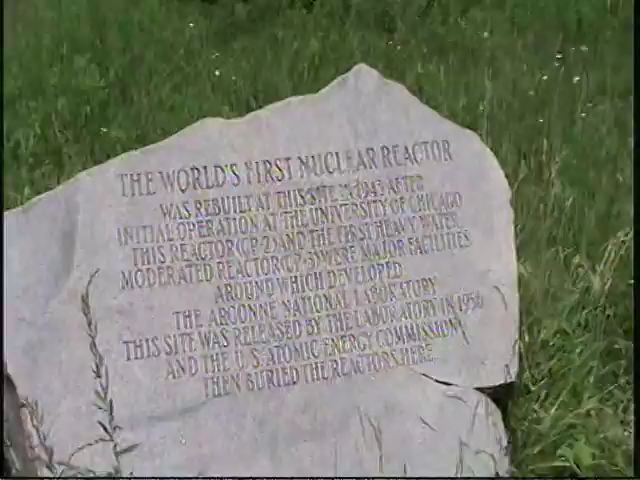 THE WORLD'S FIRST NUCLEAR REACTOR
WAS REBUILT AT THIS SITE IN 1943 AFTER
INITIAL OPERATION AT THE UNIVERSITY OF CHICAGO
THIS REACTOR (CP-2) AND THE FIRST HEAVY WATER
MODERATED REACTOR (CP-3) WERE MAJOR FACILITIES
AROUND WHICH DEVELOPED
THE ARGONNE NATIONAL LABORATORY
THIS SITE WAS RELEASED BY THE LABORATORY IN 1956
AND THE U.S. ATOMIC ENERGY COMMISSION
THEN BURIED THE REACTORS HERE